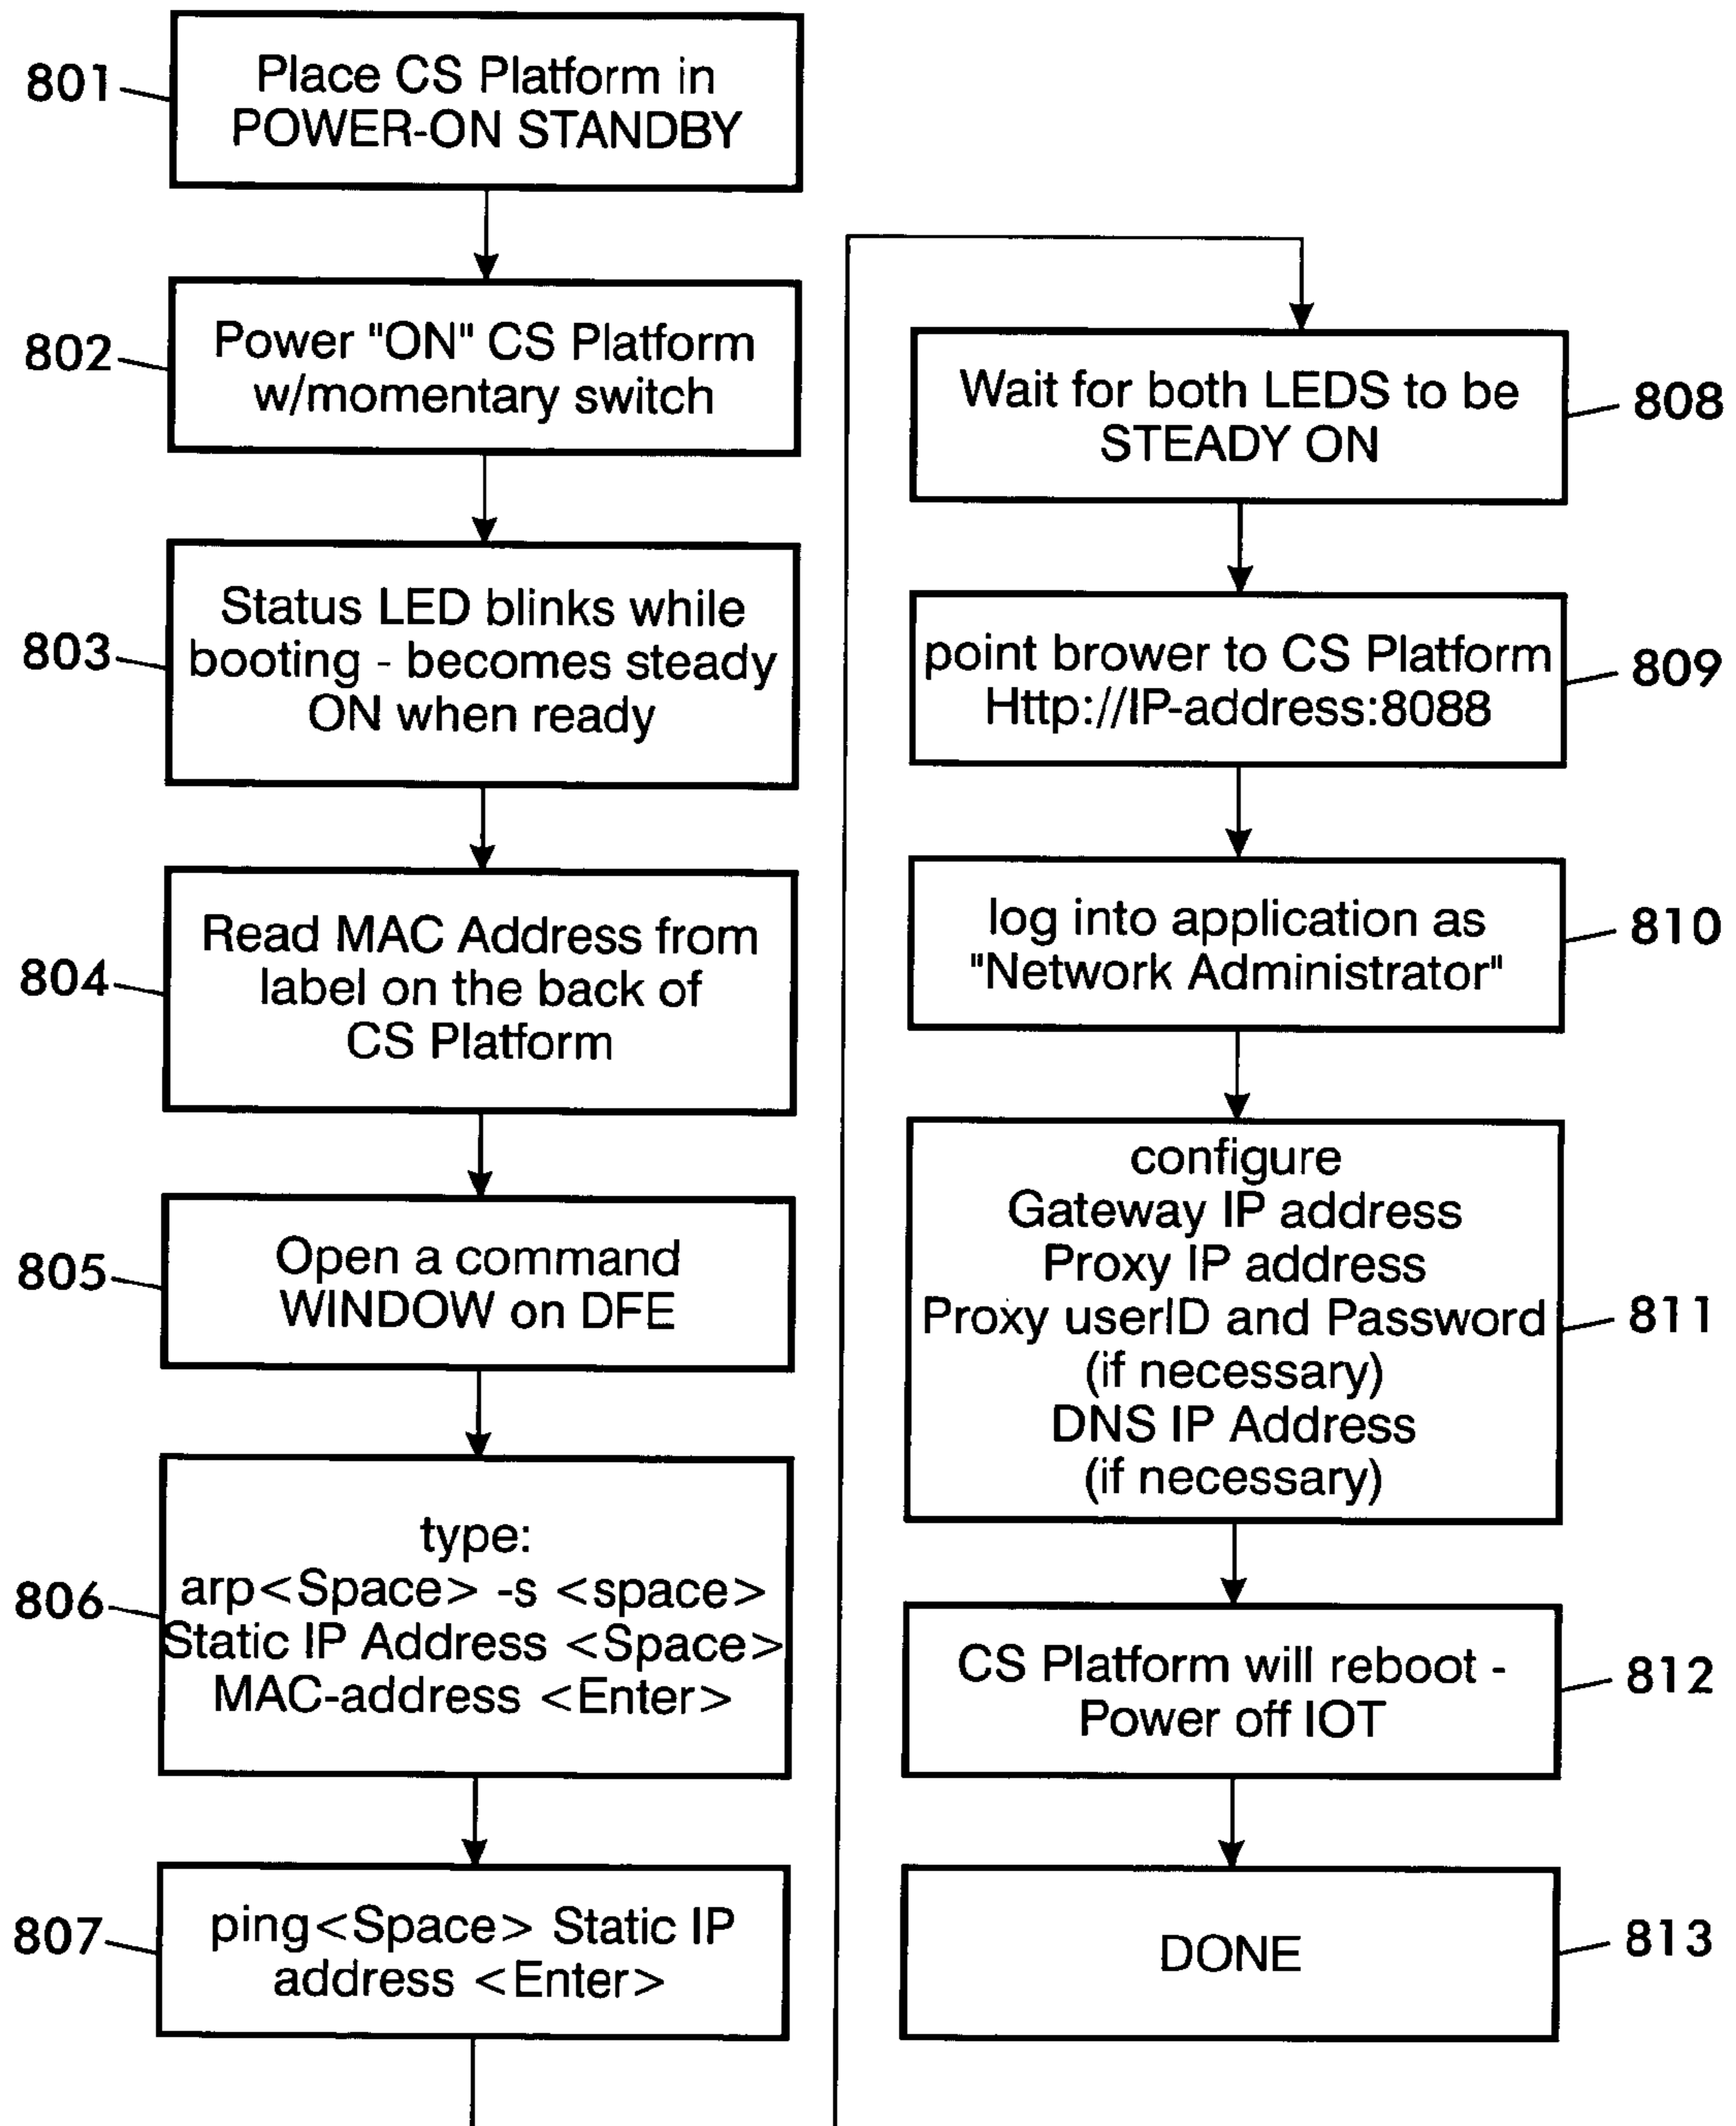 801
Place CS Platform in
POWER-ON STANDBY
802
Power "ON" CS Platform
w/momentary switch
803
Status LED blinks while
booting - becomes steady
ON when ready
804
Read MAC Address from
label on the back of
CS Platform
805
Open a command
WINDOW on DFE
806
type:
arp<Space> -s <space>
Static IP Address <Space>
MAC-address <Enter>
807
ping<Space> Static IP
address <Enter>
Wait for both LEDS to be
STEADY ON
808
point brower to CS Platform
Http://IP-address:8088
809
log into application as
"Network Administrator"
810
configure
Gateway IP address
Proxy IP address
Proxy userID and Password
(if necessary)
DNS IP Address
(if necessary)
811
CS Platform will reboot -
Power off IOT
812
DONE
813